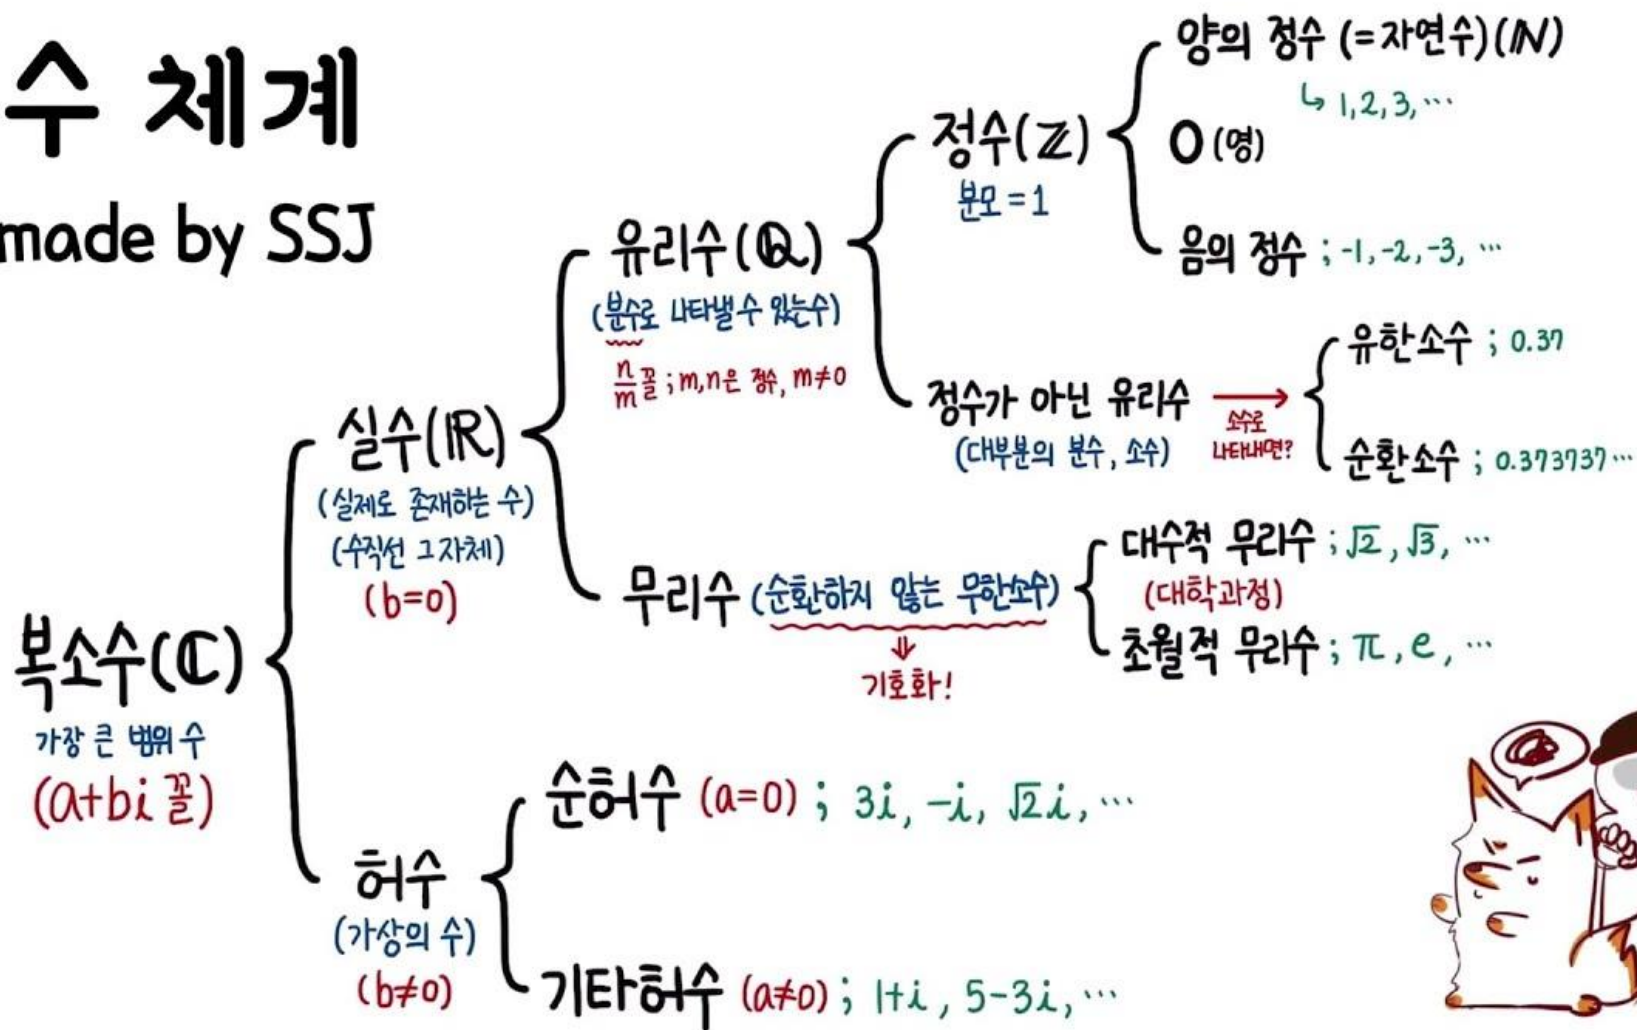 수 체계
made by SSJ
복소수(ℂ)
가장 큰 범위 수
(a+bi 꼴)
실수(ℝ)
(실제로 존재하는 수)
(수직선 그 자체)
(b=0)
유리수(ℚ)
(분수로 나타낼 수 있는 수)
n/m 꼴 ; m,n은 정수, m≠0
정수(ℤ)
분모=1
양의 정수 (=자연수)(ℕ)
↳ 1,2,3,…
0 (영)
음의 정수 ; -1,-2,-3, …
정수가 아닌 유리수
(대부분의 분수, 소수)
소수로
나타내면?
유한소수 ; 0.37
순환소수 ; 0.373737…
무리수 (순환하지 않는 무한소수)
⇓
기호화!
대수적 무리수 ; √2, √3, …
(대학과정)
초월적 무리수 ; π, e, …
허수
(가상의 수)
(b≠0)
순허수 (a=0) ; 3i, -i, √2i, …
기타허수 (a≠0) ; 1+i, 5-3i, …